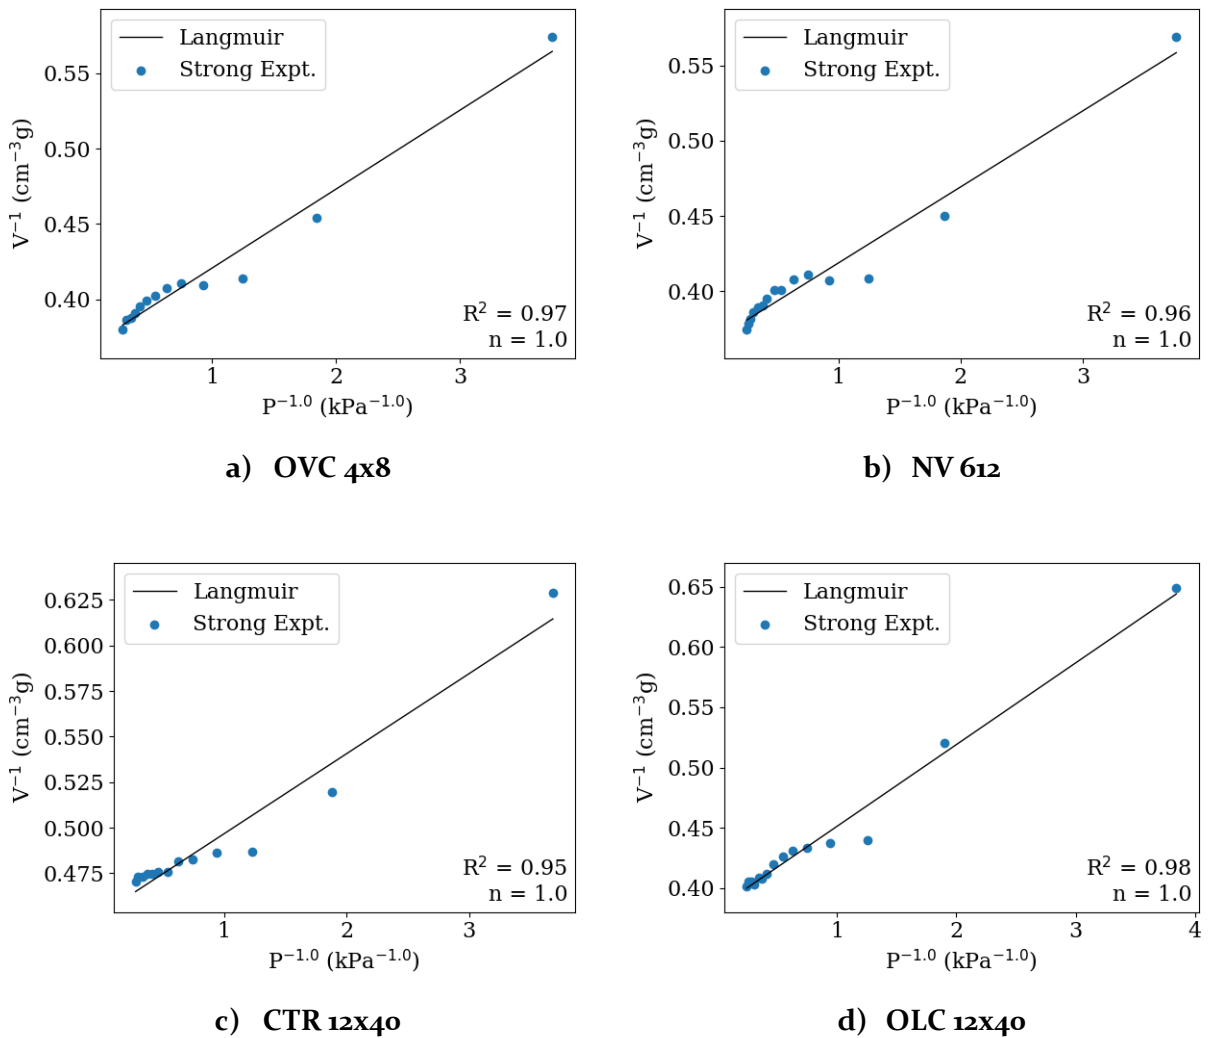 Langmuir
Strong Expt.
0.55
0.50
0.45
0.40
V⁻¹ (cm⁻³g)
R² = 0.97
n = 1.0
1 2 3
P⁻¹·⁰ (kPa⁻¹·⁰)
a) OVC 4x8
Langmuir
Strong Expt.
0.55
0.50
0.45
0.40
V⁻¹ (cm⁻³g)
R² = 0.96
n = 1.0
1 2 3
P⁻¹·⁰ (kPa⁻¹·⁰)
b) NV 612
Langmuir
Strong Expt.
0.625
0.600
0.575
0.550
0.525
0.500
0.475
V⁻¹ (cm⁻³g)
R² = 0.95
n = 1.0
1 2 3
P⁻¹·⁰ (kPa⁻¹·⁰)
c) CTR 12x40
Langmuir
Strong Expt.
0.65
0.60
0.55
0.50
0.45
0.40
V⁻¹ (cm⁻³g)
R² = 0.98
n = 1.0
1 2 3 4
P⁻¹·⁰ (kPa⁻¹·⁰)
d) OLC 12x40